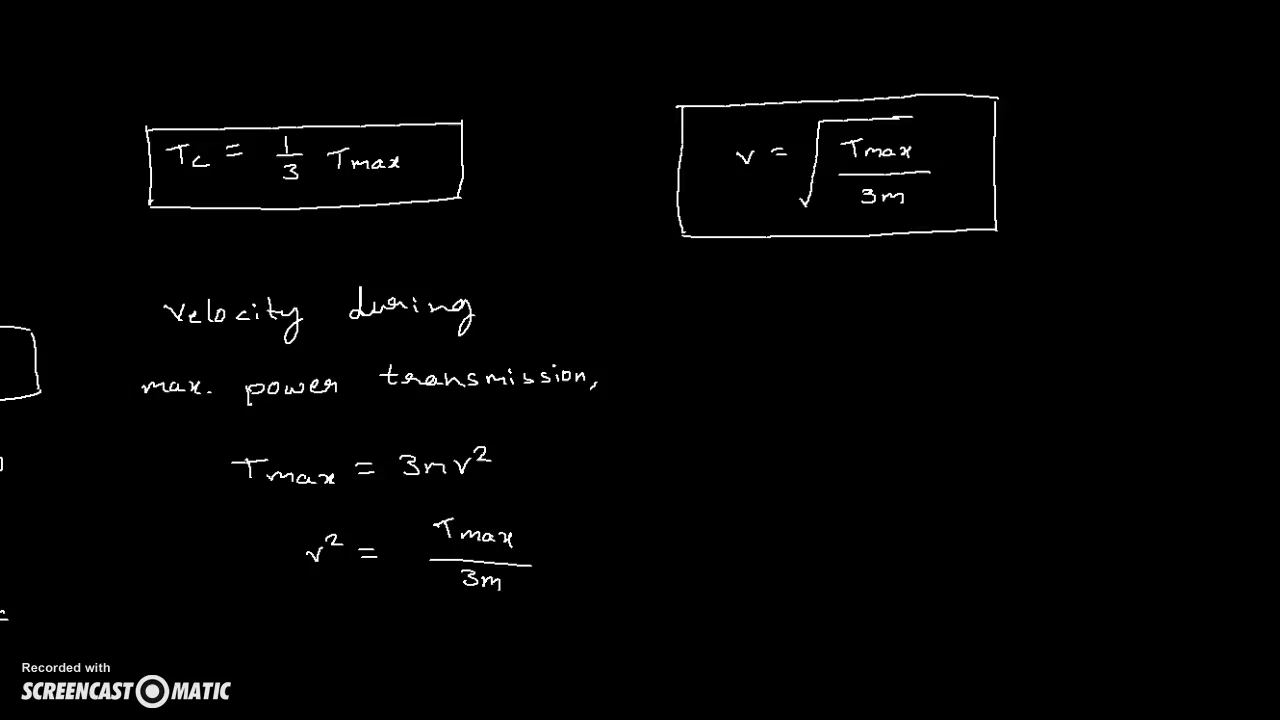 Tc = 1/3 Tmax
v = √(Tmax/3m)
velocity during
max. power transmission,
Tmax = 3mv²
v² = Tmax/3m
Recorded with
SCREENCAST MATIC